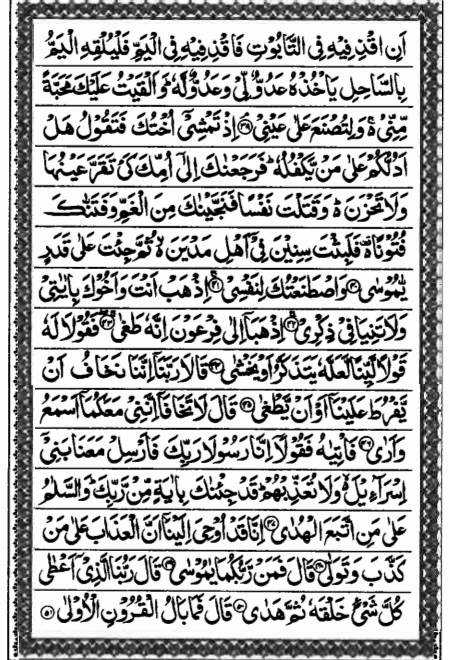 اَنِ اقْذِفِيْهِ فِى التَّابُوْتِ فَاقْذِفِيْهِ فِى الْيَمِّ فَلْيُلْقِهِ الْيَمُّ
بِالسَّاحِلِ يَاْخُذْهُ عَدُوٌّ لِّىْ وَعَدُوٌّ لَّهٗ ؕ وَاَلْقَيْتُ عَلَيْكَ مَحَبَّةً
مِّنِّىْ ۬ۚ وَلِتُصْنَعَ عَلٰى عَيْنِىْ ﴿۳۹﴾ اِذْ تَمْشِىْۤ اُخْتُكَ فَتَقُوْلُ هَلْ
اَدُلُّكُمْ عَلٰى مَنْ يَّكْفُلُهٗ ؕ فَرَجَعْنٰكَ اِلٰٓى اُمِّكَ كَىْ تَقَرَّ عَيْنُهَا
وَلَا تَحْزَنَ ۬ؕ وَقَتَلْتَ نَفْسًا فَنَجَّيْنٰكَ مِنَ الْغَمِّ وَفَتَنّٰكَ
فُتُوْنًا ۬ۚ فَلَبِثْتَ سِنِيْنَ فِىْۤ اَهْلِ مَدْيَنَ ۙ ثُمَّ جِئْتَ عَلٰى قَدَرٍ
يّٰمُوْسٰى ﴿۴۰﴾ وَاصْطَنَعْتُكَ لِنَفْسِىْ ﴿۴۱﴾ اِذْهَبْ اَنْتَ وَاَخُوْكَ بِاٰيٰتِىْ
وَلَا تَنِيَا فِىْ ذِكْرِىْ ﴿۴۲﴾ اِذْهَبَاۤ اِلٰى فِرْعَوْنَ اِنَّهٗ طَغٰى ﴿۴۳﴾ فَقُوْلَا لَهٗ
قَوْلًا لَّيِّنًا لَّعَلَّهٗ يَتَذَكَّرُ اَوْ يَخْشٰى ﴿۴۴﴾ قَالَا رَبَّنَاۤ اِنَّنَا نَخَافُ اَنْ
يَّفْرُطَ عَلَيْنَاۤ اَوْ اَنْ يَّطْغٰى ﴿۴۵﴾ قَالَ لَا تَخَافَاۤ اِنَّنِىْ مَعَكُمَاۤ اَسْمَعُ
وَاَرٰى ﴿۴۶﴾ فَاْتِيٰهُ فَقُوْلَاۤ اِنَّا رَسُوْلَا رَبِّكَ فَاَرْسِلْ مَعَنَا بَنِىْۤ
اِسْرَآءِيْلَ ۙ۬ وَلَا تُعَذِّبْهُمْ ؕ قَدْ جِئْنٰكَ بِاٰيَةٍ مِّنْ رَّبِّكَ ؕ وَالسَّلٰمُ
عَلٰى مَنِ اتَّبَعَ الْهُدٰى ﴿۴۷﴾ اِنَّا قَدْ اُوْحِىَ اِلَيْنَاۤ اَنَّ الْعَذَابَ عَلٰى مَنْ
كَذَّبَ وَتَوَلّٰى ﴿۴۸﴾ قَالَ فَمَنْ رَّبُّكُمَا يٰمُوْسٰى ﴿۴۹﴾ قَالَ رَبُّنَا الَّذِىْۤ اَعْطٰى
كُلَّ شَىْءٍ خَلْقَهٗ ثُمَّ هَدٰى ﴿۵۰﴾ قَالَ فَمَا بَالُ الْقُرُوْنِ الْاُوْلٰى ﴿۵۱﴾